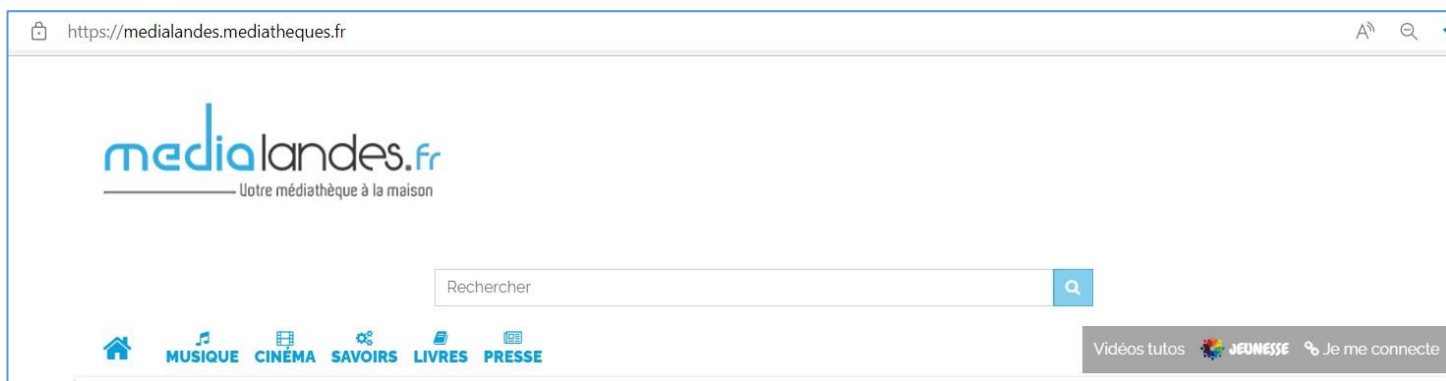 https://medialandes.mediatheques.fr
medialandes.fr
Votre médiathèque à la maison
Rechercher
MUSIQUE CINÉMA SAVOIRS LIVRES PRESSE
Vidéos tutos JEUNESSE Je me connecte